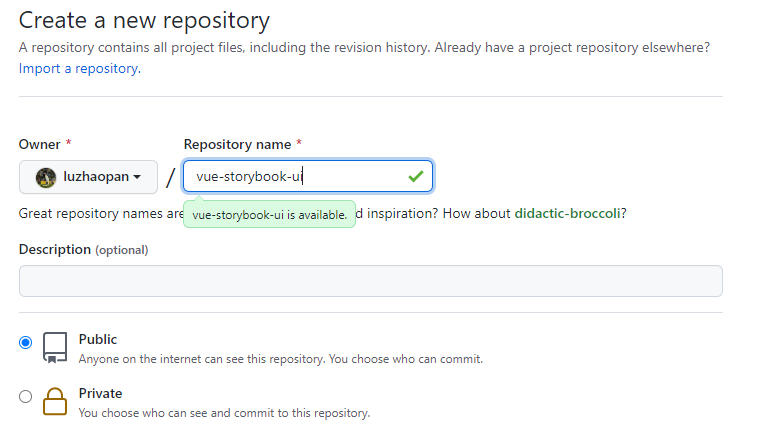 Create a new repository
A repository contains all project files, including the revision history. Already have a project repository elsewhere?
Import a repository.
Owner *
Repository name *
luzhaopan
/
vue-storybook-ui
Great repository names are d inspiration? How about didactic-broccoli?
vue-storybook-ui is available.
Description (optional)
Public
Anyone on the internet can see this repository. You choose who can commit.
Private
You choose who can see and commit to this repository.